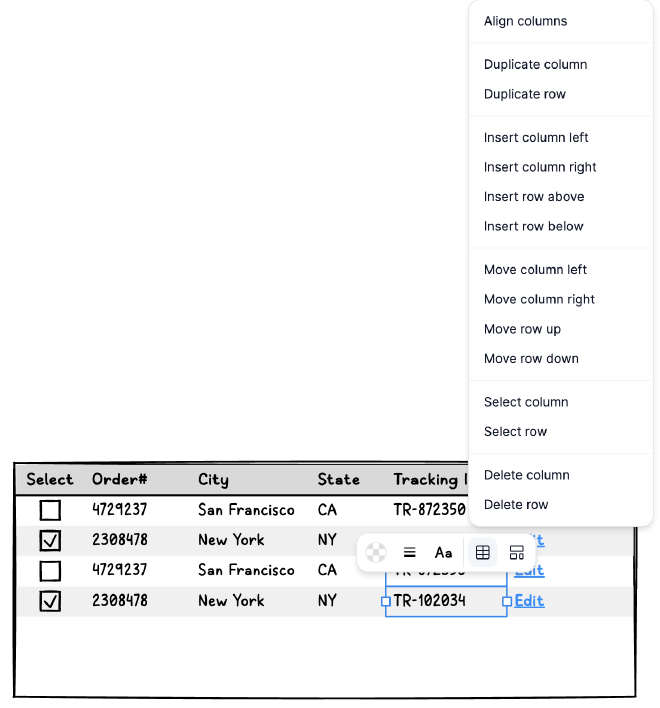 Align columns
Duplicate column
Duplicate row
Insert column left
Insert column right
Insert row above
Insert row below
Move column left
Move column right
Move row up
Move row down
Select column
Select row
Delete column
Delete row
Select Order# City State Tracking
4729237 San Francisco CA TR-872350
2308478 New York NY
Aa
4729237 San Francisco CA Edit
2308478 New York NY TR-102034 Edit